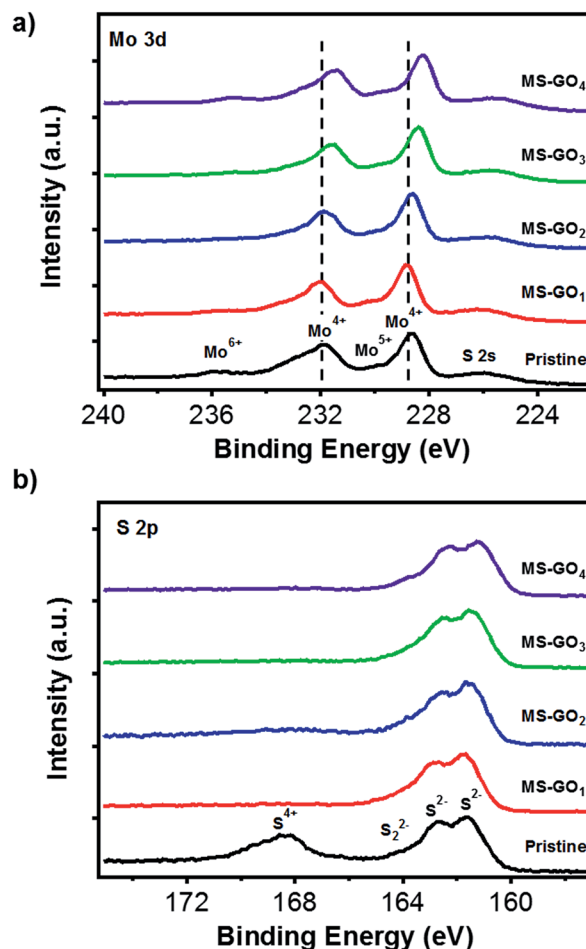 a)
Mo 3d
MS-GO₄
MS-GO₃
MS-GO₂
MS-GO₁
Mo⁶⁺ Mo⁴⁺ Mo⁵⁺ Mo⁴⁺ S 2s Pristine
Intensity (a.u.)
240 236 232 228 224
Binding Energy (eV)
b)
S 2p
MS-GO₄
MS-GO₃
MS-GO₂
MS-GO₁
S⁴⁺ S₂²⁻ S²⁻ S²⁻ Pristine
Intensity (a.u.)
172 168 164 160
Binding Energy (eV)